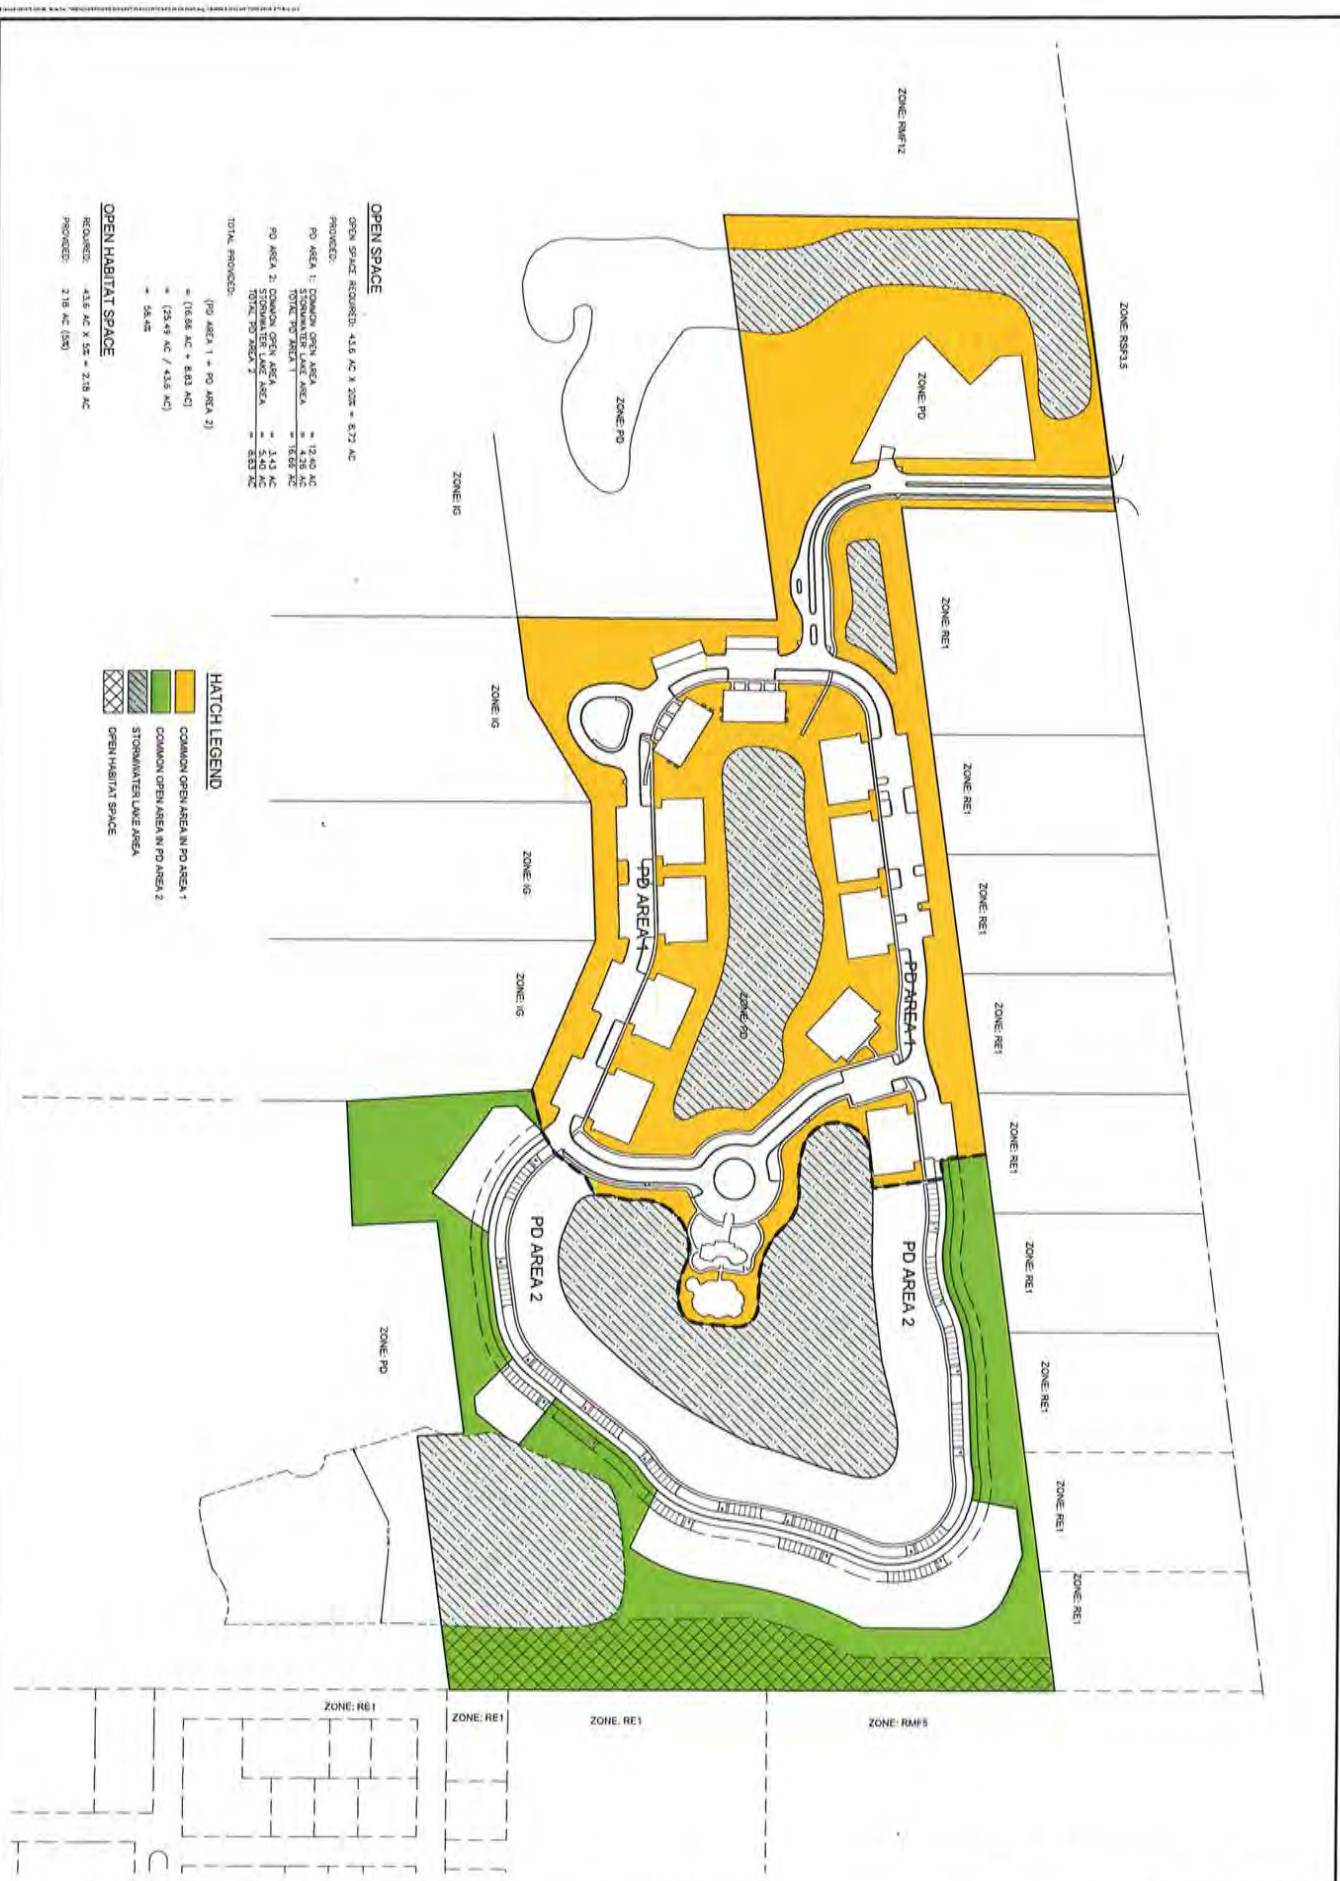 OPEN SPACE
OPEN SPACE REQUIRED: 43.6 AC X 20% = 8.72 AC
PROVIDED:
PD AREA 1: COMMON OPEN AREA = 12.40 AC
STORMWATER LAKE AREA = 4.26 AC
TOTAL PD AREA 1 = 16.66 AC
PD AREA 2: COMMON OPEN AREA = 3.43 AC
STORMWATER LAKE AREA = 5.40 AC
TOTAL PD AREA 2 = 8.83 AC
TOTAL PROVIDED:
(PD AREA 1 + PD AREA 2)
= (16.66 AC + 8.83 AC)
= (25.49 AC / 43.6 AC)
= 58.4%
OPEN HABITAT SPACE
REQUIRED: 43.6 AC X 5% = 2.18 AC
PROVIDED: 2.18 AC (5%)
HATCH LEGEND
COMMON OPEN AREA IN PD AREA 1
COMMON OPEN AREA IN PD AREA 2
STORMWATER LAKE AREA
OPEN HABITAT SPACE
ZONE: RMF12
ZONE: RSF3.5
ZONE: PD
ZONE: PD
ZONE: IG
ZONE: RE1
ZONE: IG
ZONE: RE1
ZONE: IG
ZONE: RE1
PD AREA 1
PD AREA 1
ZONE: PD
ZONE: IG
ZONE: RE1
ZONE: RE1
PD AREA 2
PD AREA 2
ZONE: RE1
ZONE: PD
ZONE: RE1
ZONE: RE1
ZONE: RE1
ZONE: RE1
ZONE: RE1
ZONE: RE1
ZONE: RMF5